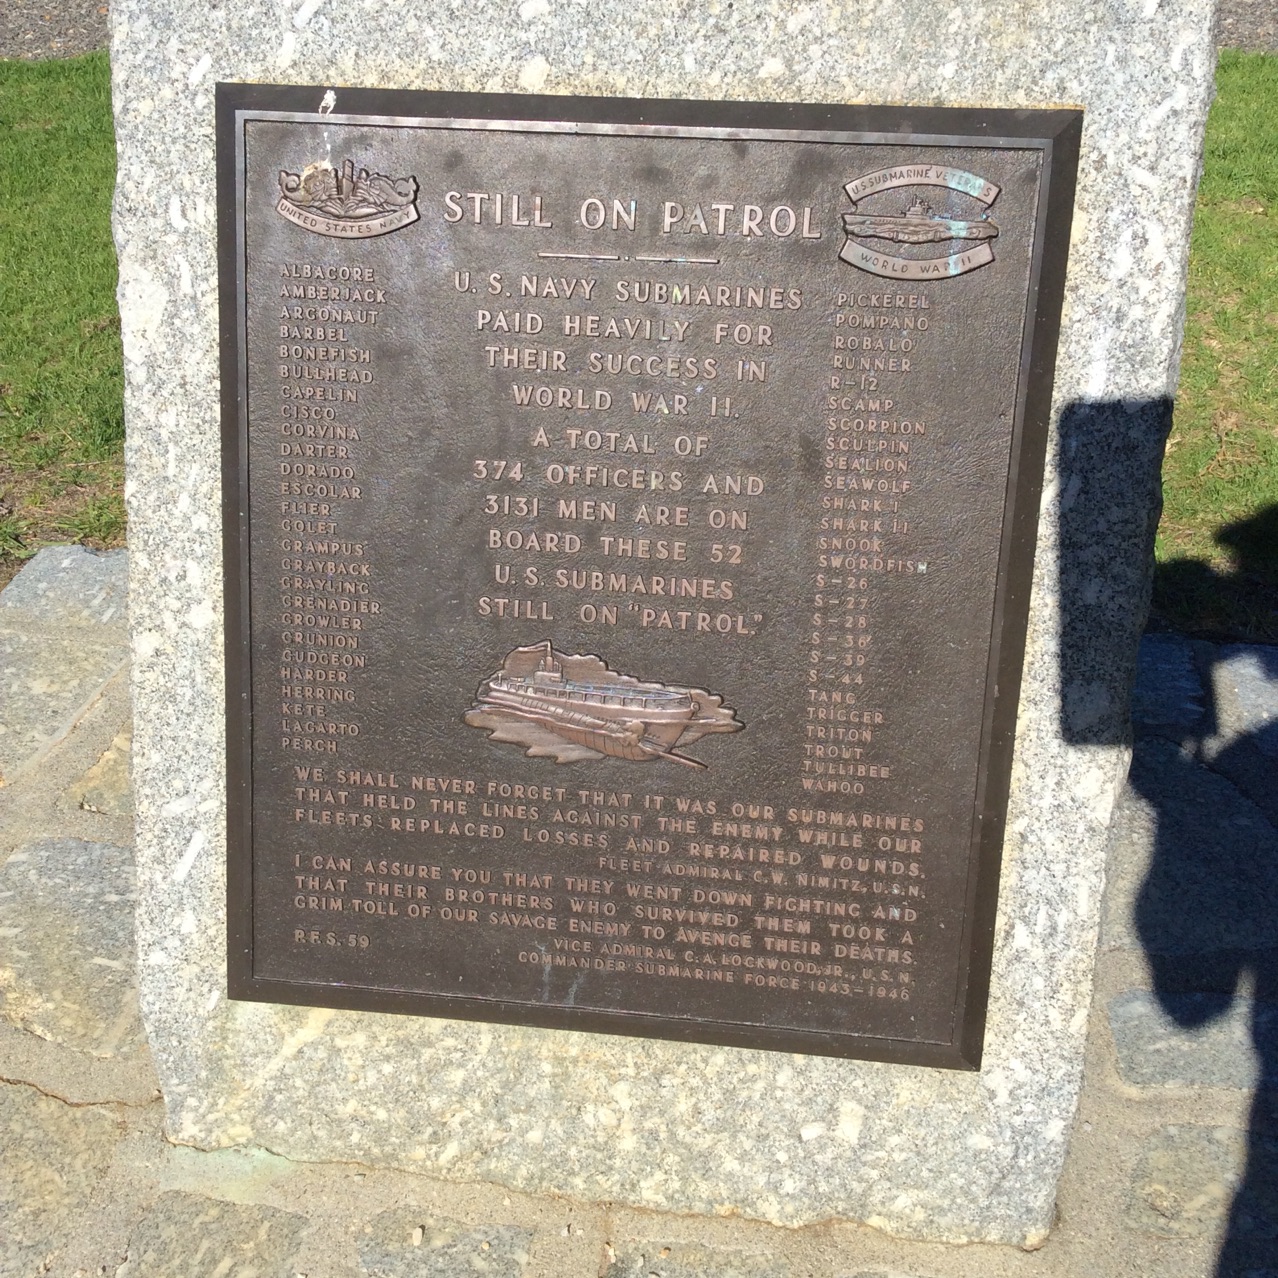 UNITED STATES NAVY
STILL ON PATROL
U.S. SUBMARINE VETERANS
WORLD WAR II
ALBACORE
AMBERJACK
ARGONAUT
BARBEL
BONEFISH
BULLHEAD
CAPELIN
CISCO
CORVINA
DARTER
DORADO
ESCOLAR
FLIER
GOLET
GRAMPUS
GRAYBACK
GRAYLING
GRENADIER
GROWLER
GRUNION
GUDGEON
HARDER
HERRING
KETE
LAGARTO
PERCH
U. S. NAVY SUBMARINES
PAID HEAVILY FOR
THEIR SUCCESS IN
WORLD WAR II.
A TOTAL OF
374 OFFICERS AND
3131 MEN ARE ON
BOARD THESE 52
U. S. SUBMARINES
STILL ON "PATROL."
PICKEREL
POMPANO
ROBALO
RUNNER
R-12
SCAMP
SCORPION
SCULPIN
SEALION
SEAWOLF
SHARK I
SHARK II
SNOOK
SWORDFISH
S-26
S-27
S-28
S-36
S-39
S-44
TANG
TRIGGER
TRITON
TROUT
TULLIBEE
WAHOO
WE SHALL NEVER FORGET THAT IT WAS OUR SUBMARINES
THAT HELD THE LINES AGAINST THE ENEMY WHILE OUR
FLEETS REPLACED LOSSES AND REPAIRED WOUNDS.
FLEET ADMIRAL C.W. NIMITZ, U.S.N.
I CAN ASSURE YOU THAT THEY WENT DOWN FIGHTING AND
THAT THEIR BROTHERS WHO SURVIVED THEM TOOK A
GRIM TOLL OF OUR SAVAGE ENEMY TO AVENGE THEIR DEATHS.
VICE ADMIRAL C.A. LOCKWOOD, JR., U.S.N.
COMMANDER SUBMARINE FORCE 1943-1946
P.F.S. 59